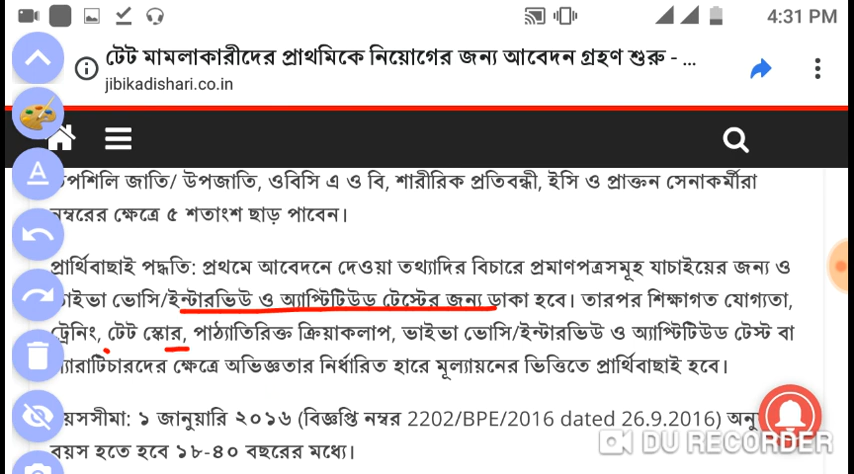 4:31 PM
টেট মামলাকারীদের প্রাথমিকে নিয়োগের জন্য আবেদন গ্রহণ শুরু - ...
jibikadishari.co.in
তপশিলি জাতি/ উপজাতি, ওবিসি এ ও বি, শারীরিক প্রতিবন্ধী, ইসি ও প্রাক্তন সেনাকর্মীরা
নম্বরের ক্ষেত্রে ৫ শতাংশ ছাড় পাবেন।
প্রার্থিবাছাই পদ্ধতি: প্রথমে আবেদনে দেওয়া তথ্যাদির বিচারে প্রমাণপত্রসমূহ যাচাইয়ের জন্য ও
ভাইভা ভোসি/ইন্টারভিউ ও অ্যাপ্টিটিউড টেস্টের জন্য ডাকা হবে। তারপর শিক্ষাগত যোগ্যতা,
ট্রেনিং, টেট স্কোর, পাঠ্যাতিরিক্ত ক্রিয়াকলাপ, ভাইভা ভোসি/ইন্টারভিউ ও অ্যাপ্টিটিউড টেস্ট বা
প্যারাটিচারদের ক্ষেত্রে অভিজ্ঞতার নির্ধারিত হারে মূল্যায়নের ভিত্তিতে প্রার্থিবাছাই হবে।
বয়সসীমা: ১ জানুয়ারি ২০১৬ (বিজ্ঞপ্তি নম্বর 2202/BPE/2016 dated 26.9.2016)
বয়স হতে হবে ১৮-৪০ বছরের মধ্যে।
DU RECORDER